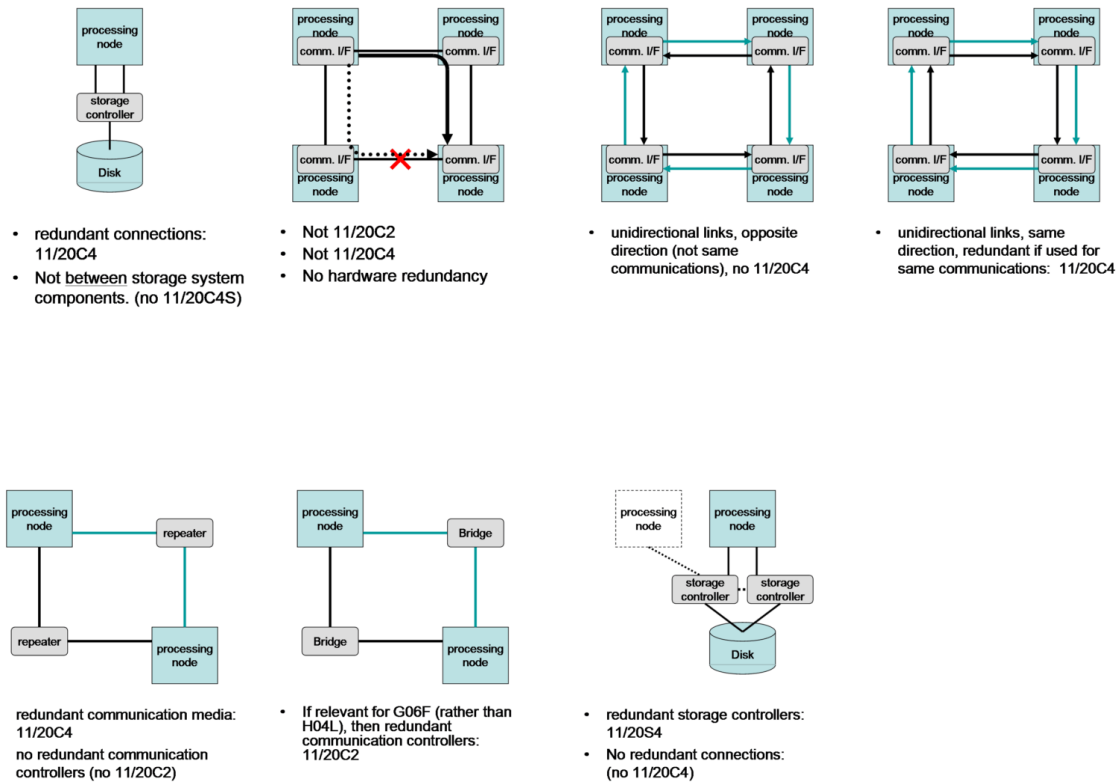 processing
node
storage
controller
Disk
• redundant connections:
11/20C4
• Not between storage system
components. (no 11/20C4S)
processing
node
comm. I/F
processing
node
comm. I/F
comm. I/F
processing
node
comm. I/F
processing
node
• Not 11/20C2
• Not 11/20C4
• No hardware redundancy
processing
node
comm. I/F
processing
node
comm. I/F
comm. I/F
processing
node
comm. I/F
processing
node
• unidirectional links, opposite
direction (not same
communications), no 11/20C4
processing
node
comm. I/F
processing
node
comm. I/F
comm. I/F
processing
node
comm. I/F
processing
node
• unidirectional links, same
direction, redundant if used for
same communications: 11/20C4
processing
node
repeater
repeater
processing
node
redundant communication media:
11/20C4
no redundant communication
controllers (no 11/20C2)
processing
node
Bridge
Bridge
processing
node
• If relevant for G06F (rather than
H04L), then redundant
communication controllers:
11/20C2
processing
node
processing
node
storage
controller
storage
controller
Disk
• redundant storage controllers:
11/20S4
• No redundant connections:
(no 11/20C4)